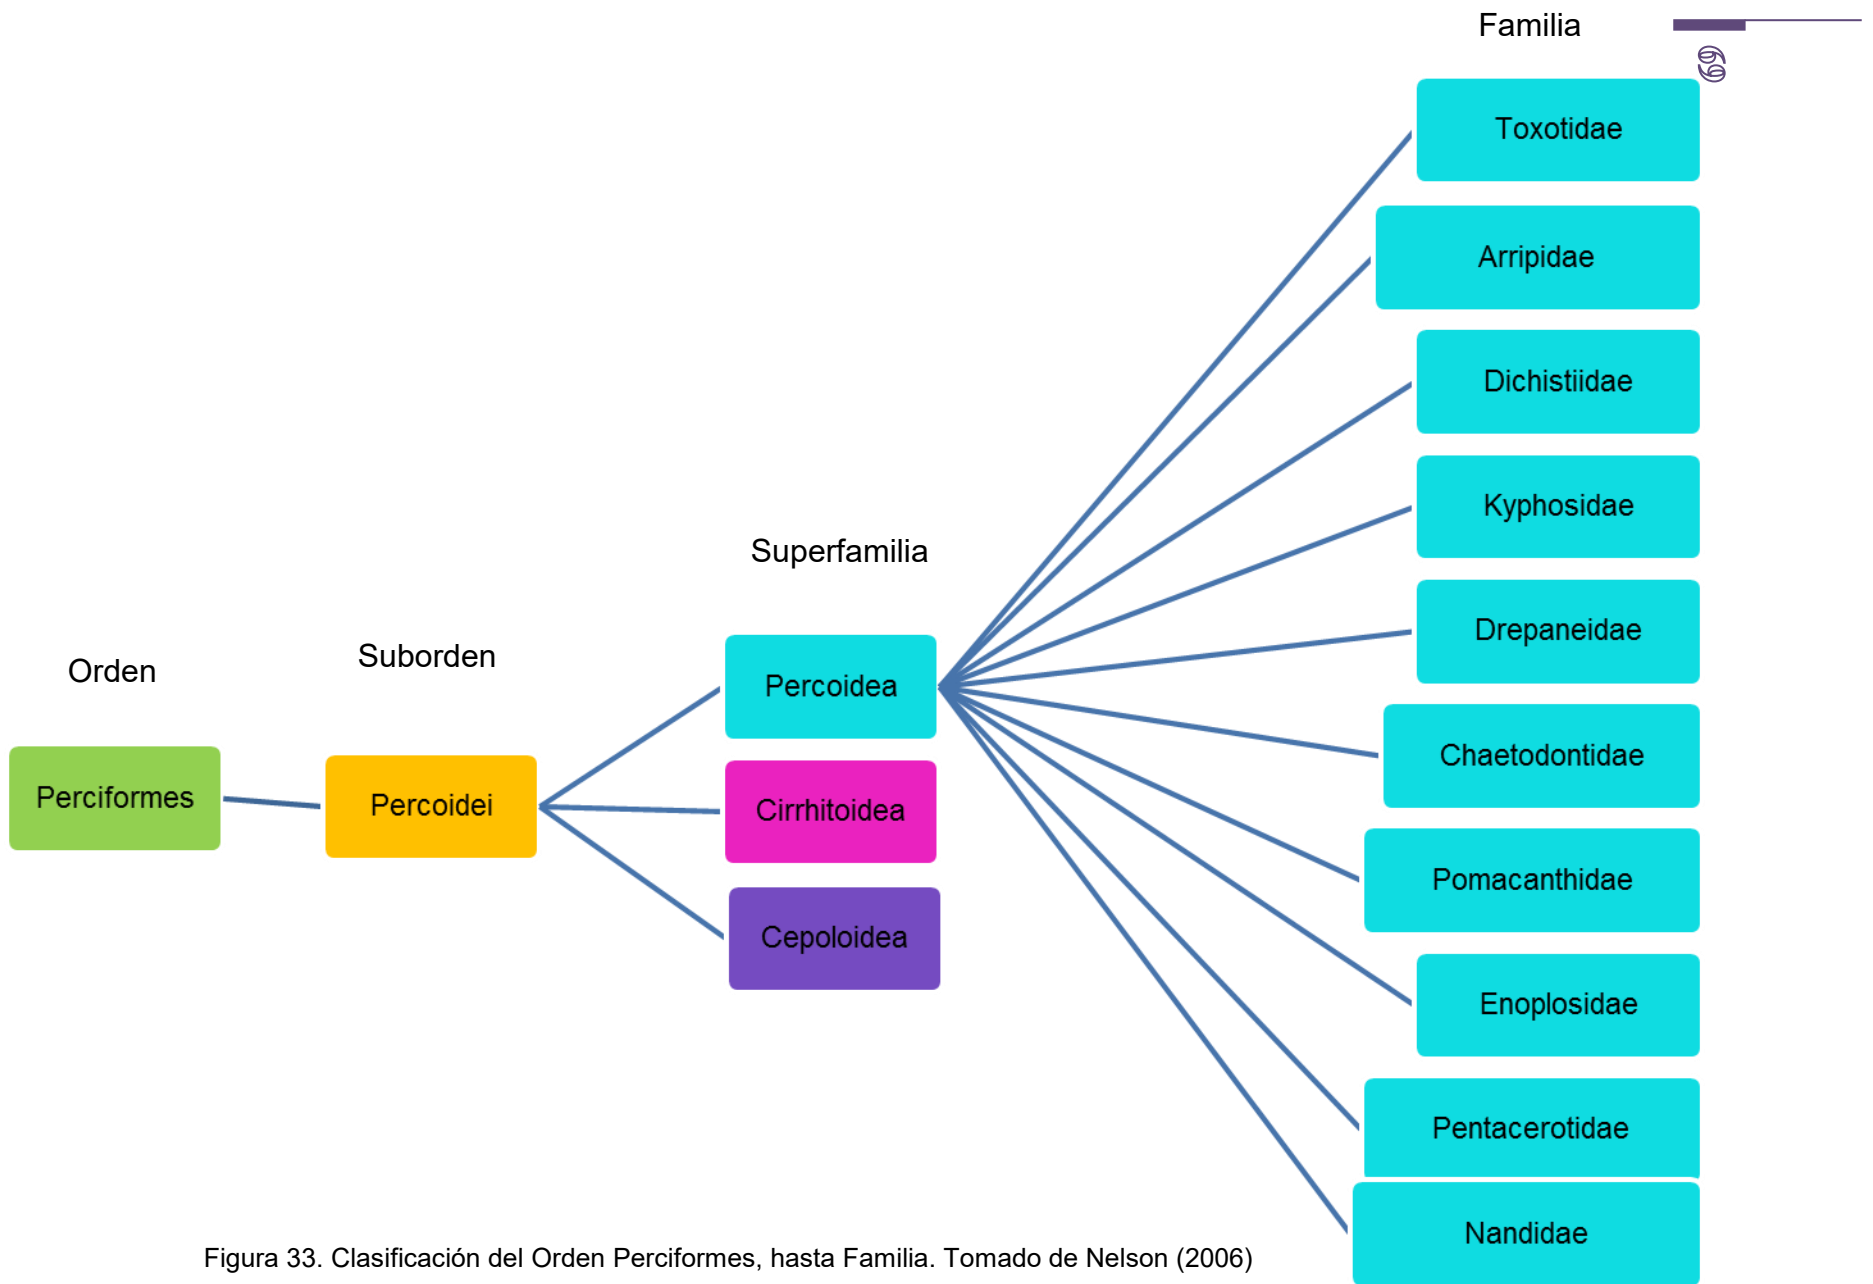 Familia
69
Toxotidae
Arripidae
Dichistiidae
Kyphosidae
Superfamilia
Drepaneidae
Orden
Suborden
Percoidea
Chaetodontidae
Perciformes
Percoidei
Cirrhitoidea
Pomacanthidae
Cepoloidea
Enoplosidae
Pentacerotidae
Nandidae
Figura 33. Clasificación del Orden Perciformes, hasta Familia. Tomado de Nelson (2006)